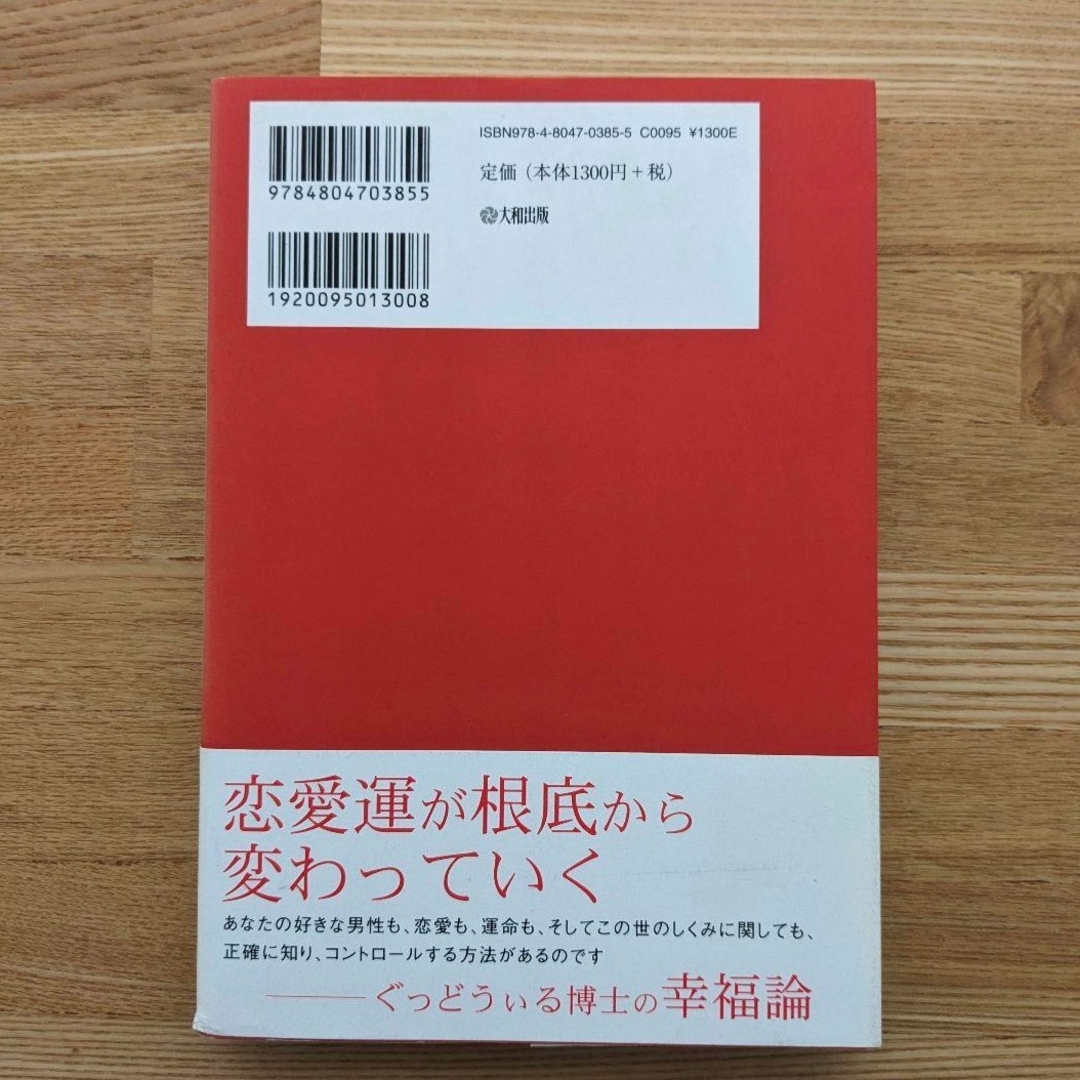 9784804703855
1920095013008
ISBN978-4-8047-0385-5 C0095 ¥1300E
定価（本体1300円＋税）
大和出版
恋愛運が根底から
変わっていく
あなたの好きな男性も、恋愛も、運命も、そしてこの世のしくみに関しても、
正確に知り、コントロールする方法があるのです
――ぐっどうぃる博士の幸福論